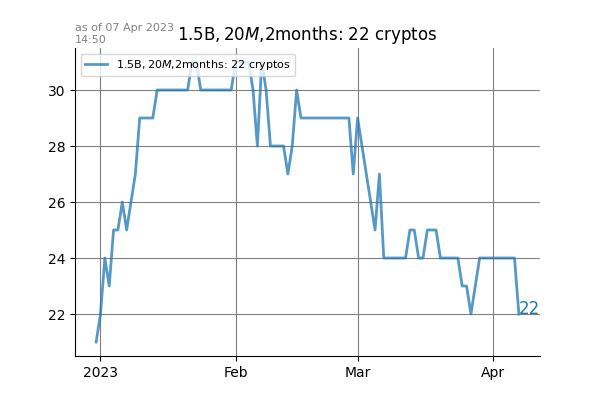 as of 07 Apr 2023
14:50
1.5B, 20M,2months: 22 cryptos
1.5B, 20M,2months: 22 cryptos
30
28
26
24
22
22
2023
Feb
Mar
Apr